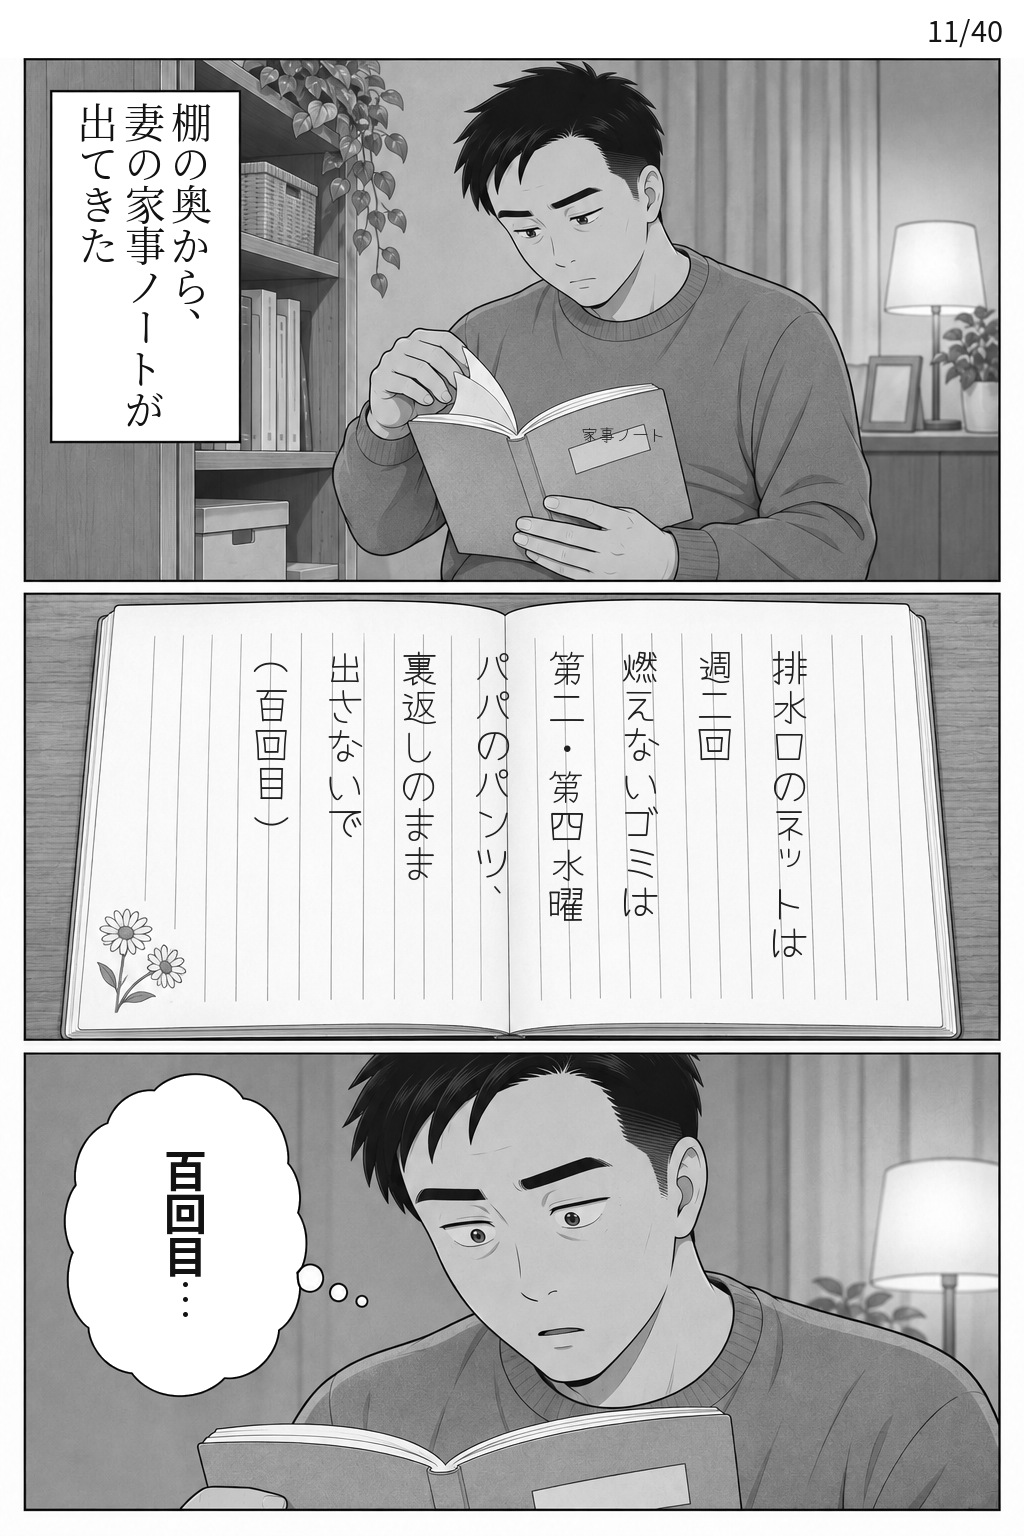 11/40
棚の奥から、
妻の家事ノートが
出てきた
家事ノート
排水口のネットは
週二回
燃えないゴミは
第二・第四水曜
パパのパンツ、
裏返しのまま
出さないで
（百回目）
百回目…